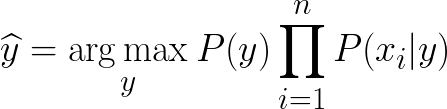 ŷ = arg max_y P(y) ∏_{i=1}^{n} P(x_i|y)